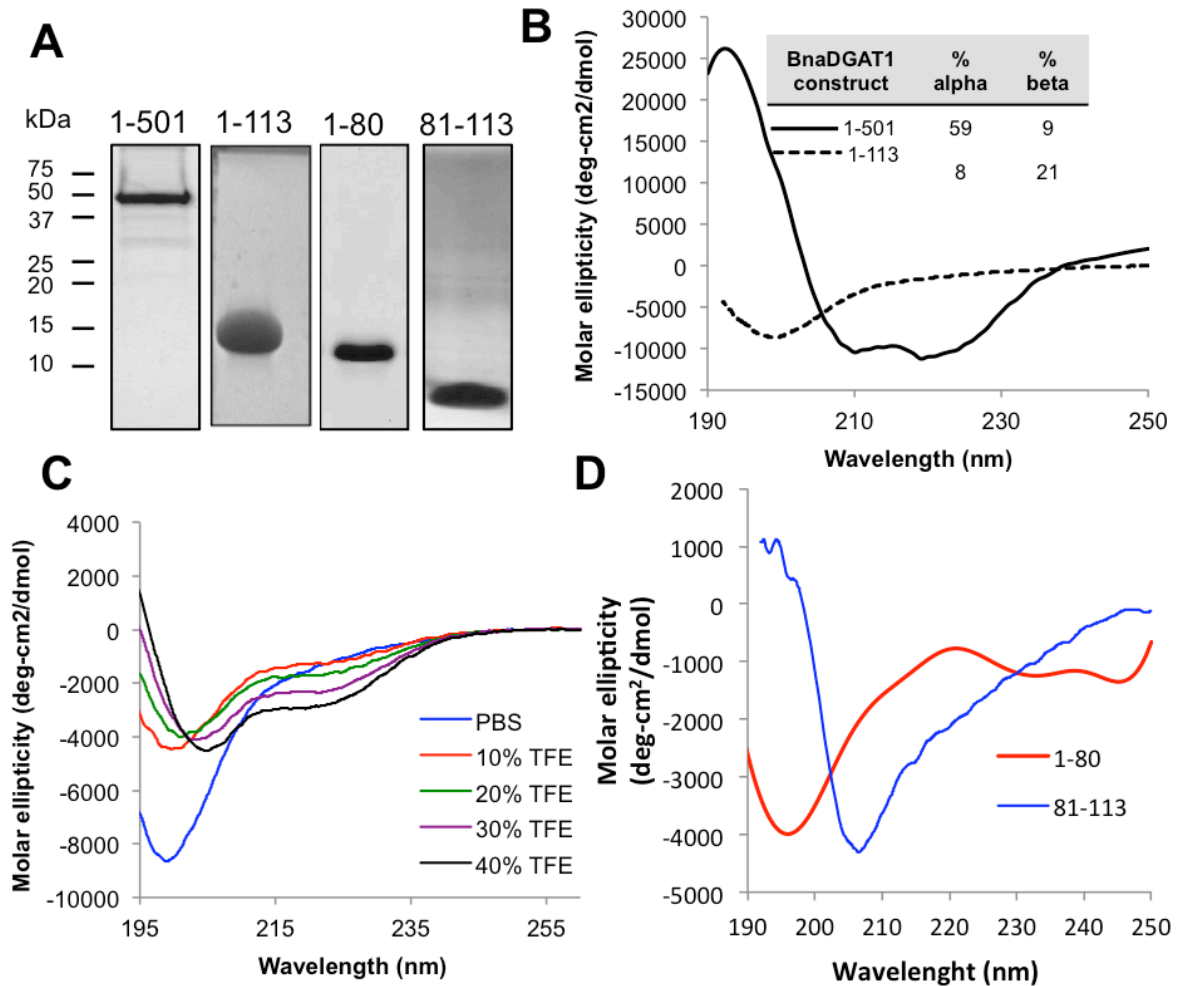 A
kDa
1-501 1-113 1-80 81-113
75
50
37
25
20
15
10
B
Molar ellipticity (deg-cm2/dmol)
30000
25000
20000
15000
10000
5000
0
-5000
-10000
-15000
BnaDGAT1 construct
% alpha
% beta
1-501 59 9
1-113
8 21
190 210 230 250
Wavelength (nm)
C
Molar ellipticity (deg-cm2/dmol)
4000
2000
0
-2000
-4000
-6000
-8000
-10000
PBS
10% TFE
20% TFE
30% TFE
40% TFE
195 215 235 255
Wavelength (nm)
D
Molar ellipticity
(deg-cm²/dmol)
2000
1000
0
-1000
-2000
-3000
-4000
-5000
1-80
81-113
190 200 210 220 230 240 250
Wavelenght (nm)